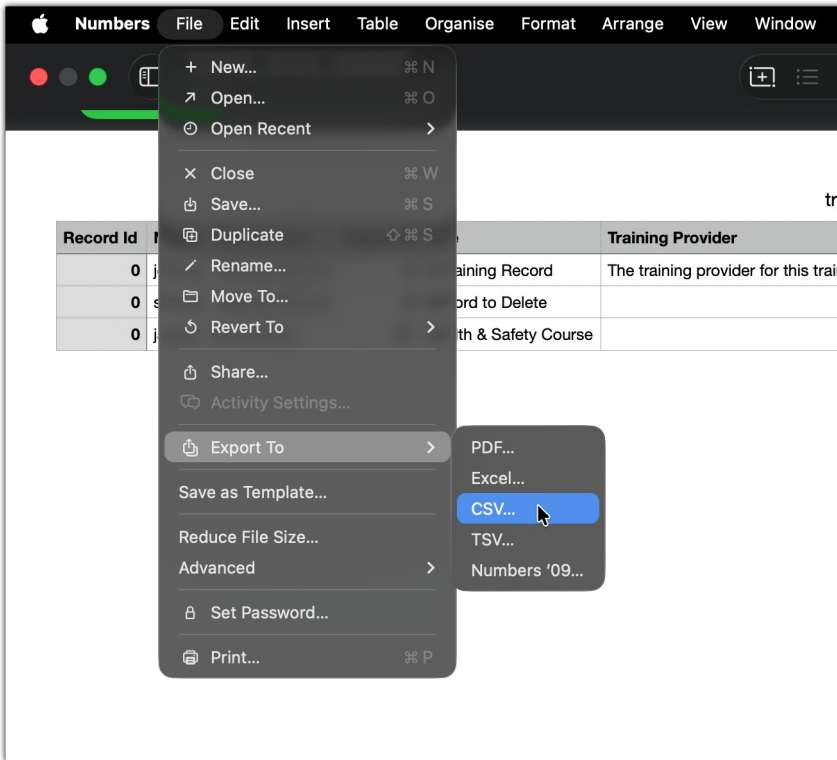 Numbers File Edit Insert Table Organise Format Arrange View Window
+ New... ⌘ N
Open... ⌘ O
Open Recent >
Close ⌘ W
Save... ⌘ S
Duplicate ⇧ ⌘ S
Rename...
Move To...
Revert To >
Share...
Activity Settings...
Export To >
Save as Template...
Reduce File Size...
Advanced >
Set Password...
Print... ⌘ P
PDF...
Excel...
CSV...
TSV...
Numbers ’09...
tr
Record Id Training Provider
0 j aining Record The training provider for this trai
0 s ord to Delete
0 j th & Safety Course